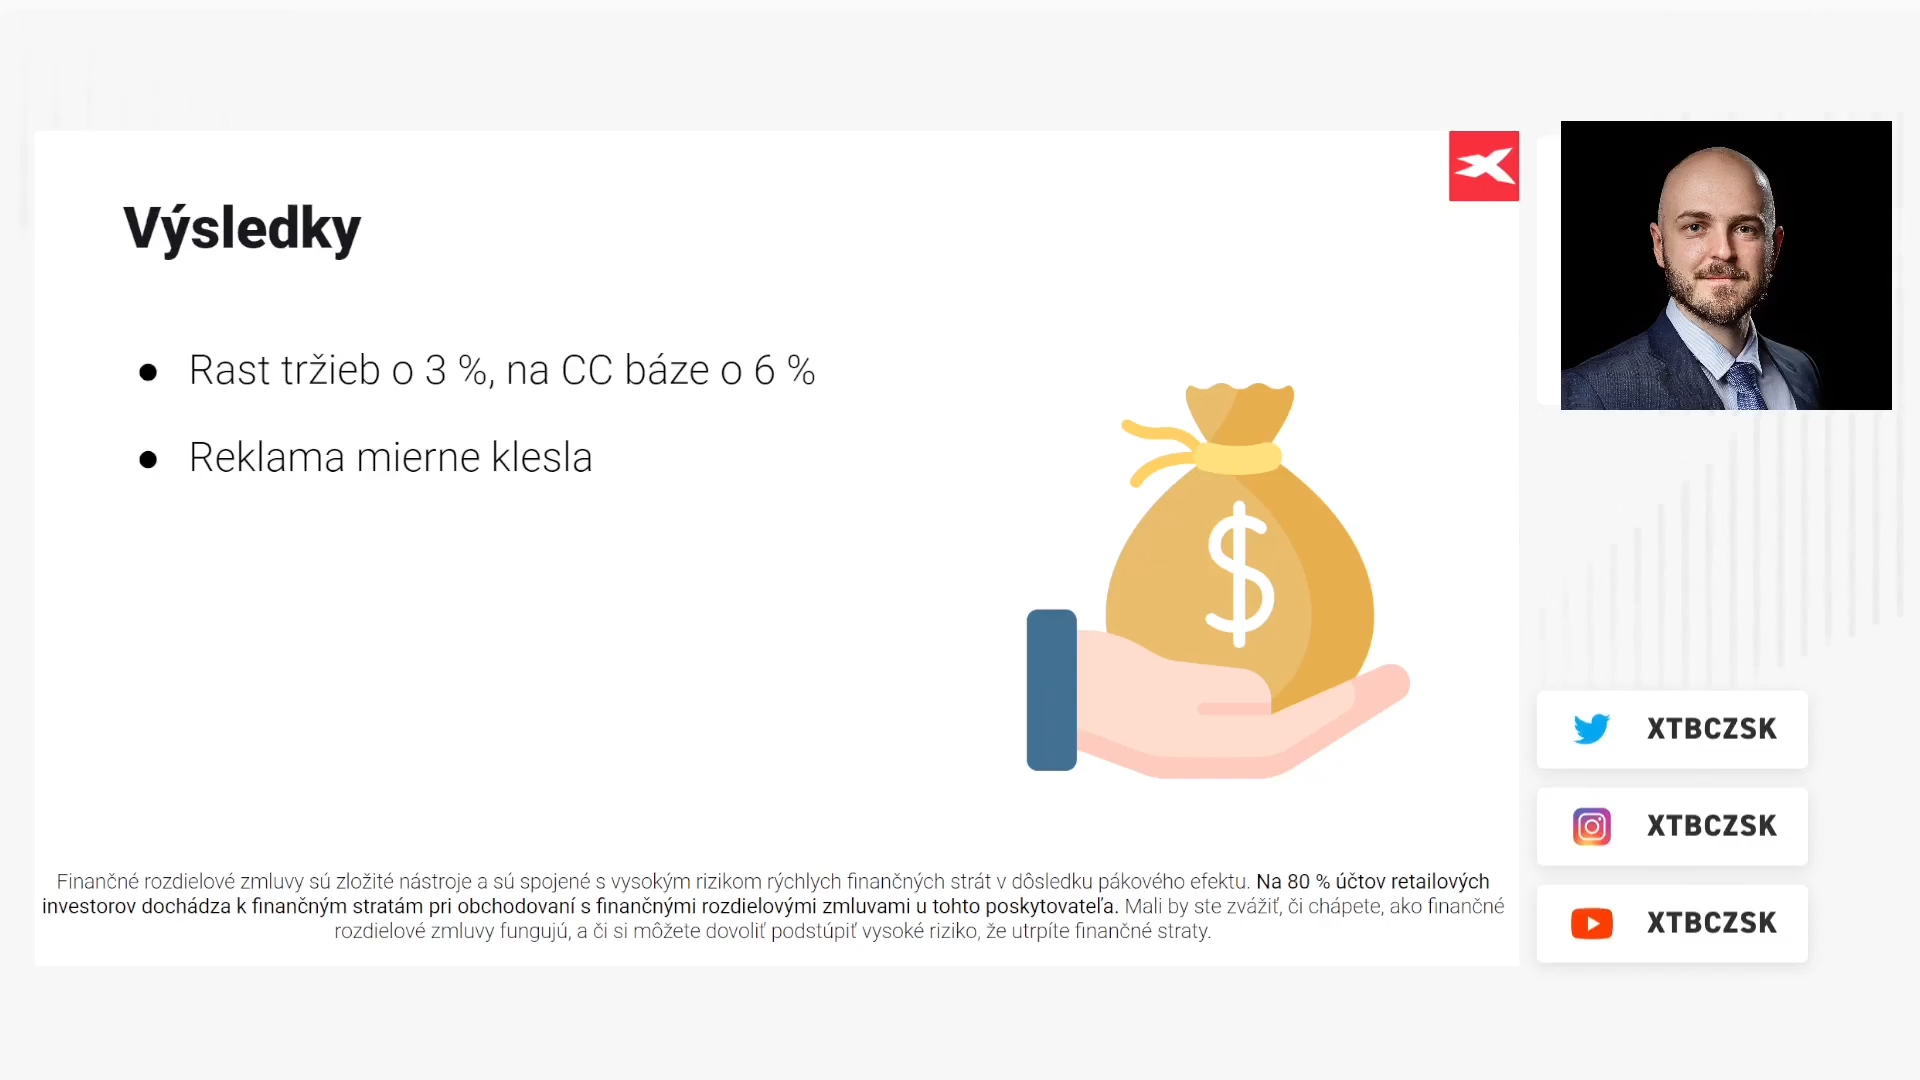 Výsledky
● Rast tržieb o 3 %, na CC báze o 6 %
● Reklama mierne klesla
$
Finančné rozdielové zmluvy sú zložité nástroje a sú spojené s vysokým rizikom rýchlych finančných strát v dôsledku pákového efektu. Na 80 % účtov retailových
investorov dochádza k finančným stratám pri obchodovaní s finančnými rozdielovými zmluvami u tohto poskytovateľa. Mali by ste zvážiť, či chápete, ako finančné
rozdielové zmluvy fungujú, a či si môžete dovoliť podstúpiť vysoké riziko, že utrpíte finančné straty.
XTBCZSK
XTBCZSK
XTBCZSK